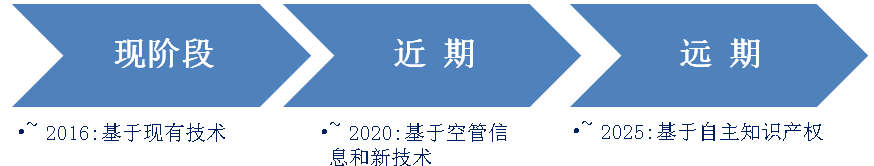 现阶段
近 期
远 期
•~ 2016:基于现有技术
•~ 2020:基于空管信
息和新技术
•~ 2025:基于自主知识产权